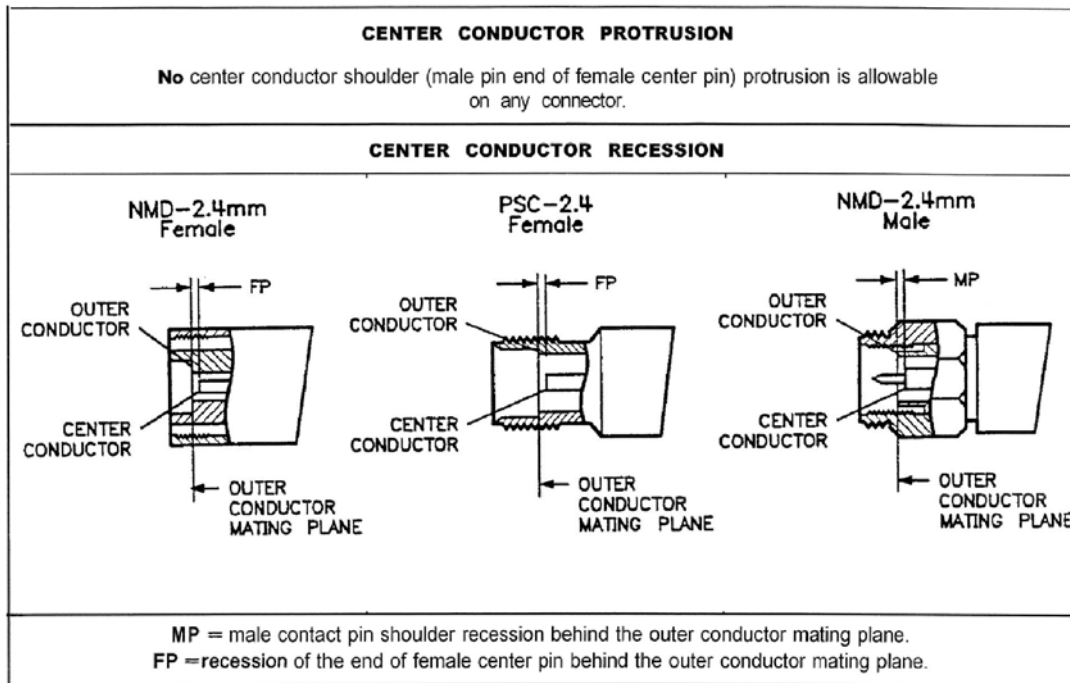 CENTER CONDUCTOR PROTRUSION
No center conductor shoulder (male pin end of female center pin) protrusion is allowable
on any connector.
CENTER CONDUCTOR RECESSION
NMD-2.4mm
Female
FP
OUTER
CONDUCTOR
CENTER
CONDUCTOR
OUTER
CONDUCTOR
MATING PLANE
PSC-2.4
Female
FP
OUTER
CONDUCTOR
CENTER
CONDUCTOR
OUTER
CONDUCTOR
MATING PLANE
NMD-2.4mm
Male
MP
OUTER
CONDUCTOR
CENTER
CONDUCTOR
OUTER
CONDUCTOR
MATING PLANE
MP = male contact pin shoulder recession behind the outer conductor mating plane.
FP =recession of the end of female center pin behind the outer conductor mating plane.